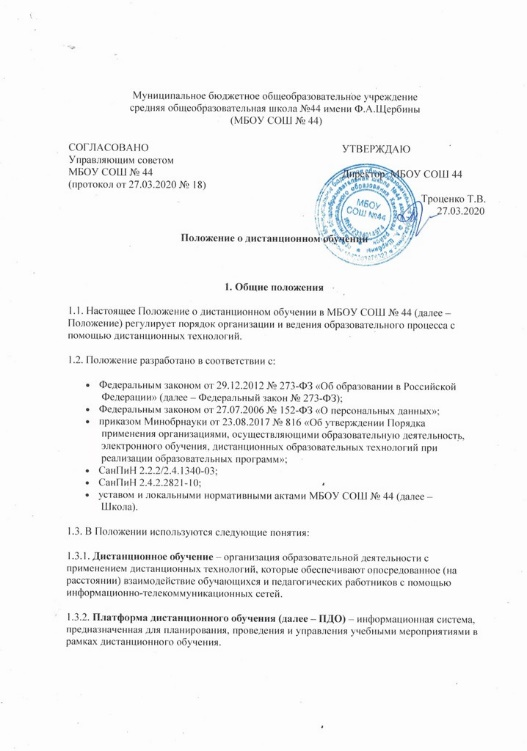 Муниципальное бюджетное общеобразовательное учреждение
средняя общеобразовательная школа №44 имени Ф.А.Щербины
(МБОУ СОШ № 44)
СОГЛАСОВАНО
Управляющим советом
МБОУ СОШ № 44
(протокол от 27.03.2020 № 18)
УТВЕРЖДАЮ
Директор МБОУ СОШ 44
Троценко Т.В.
27.03.2020
МБОУ
СОШ №44
Положение о дистанционном обучении
1. Общие положения
1.1. Настоящее Положение о дистанционном обучении в МБОУ СОШ № 44 (далее –
Положение) регулирует порядок организации и ведения образовательного процесса с
помощью дистанционных технологий.
1.2. Положение разработано в соответствии с:
• Федеральным законом от 29.12.2012 № 273-ФЗ «Об образовании в Российской
Федерации» (далее – Федеральный закон № 273-ФЗ);
• Федеральным законом от 27.07.2006 № 152-ФЗ «О персональных данных»;
• приказом Минобрнауки от 23.08.2017 № 816 «Об утверждении Порядка
применения организациями, осуществляющими образовательную деятельность,
электронного обучения, дистанционных образовательных технологий при
реализации образовательных программ»;
• СанПиН 2.2.2/2.4.1340-03;
• СанПиН 2.4.2.2821-10;
• уставом и локальными нормативными актами МБОУ СОШ № 44 (далее –
Школа).
1.3. В Положении используются следующие понятия:
1.3.1. Дистанционное обучение – организация образовательной деятельности с
применением дистанционных технологий, которые обеспечивают опосредованное (на
расстоянии) взаимодействие обучающихся и педагогических работников с помощью
информационно-телекоммуникационных сетей.
1.3.2. Платформа дистанционного обучения (далее – ПДО) – информационная система,
предназначенная для планирования, проведения и управления учебными мероприятиями в
рамках дистанционного обучения.